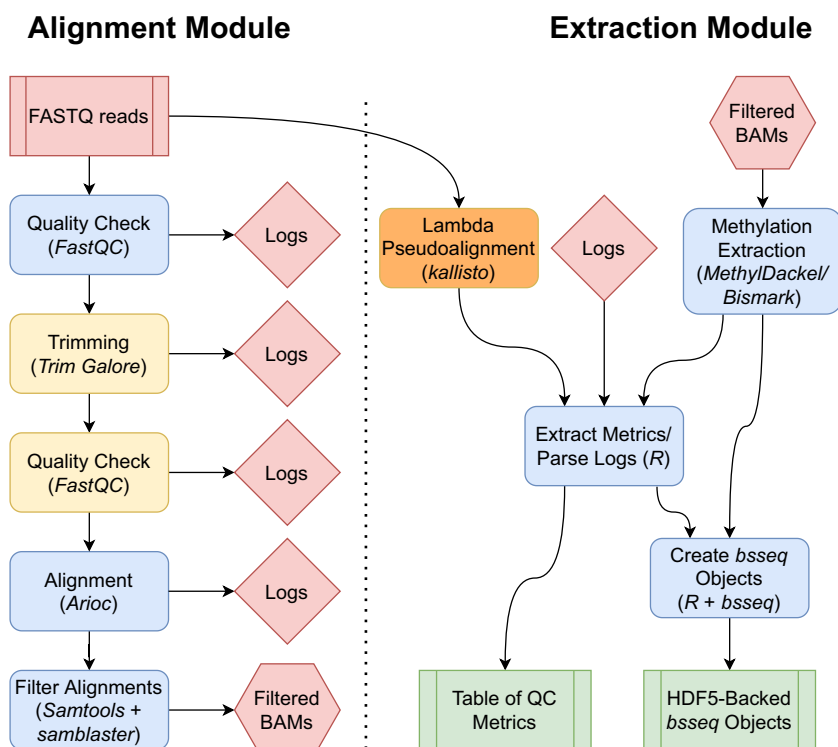 Alignment Module
Extraction Module
FASTQ reads
Filtered
BAMs
Quality Check
(FastQC)
Logs
Lambda
Pseudoalignment
(kallisto)
Logs
Methylation
Extraction
(MethylDackel/
Bismark)
Trimming
(Trim Galore)
Logs
Extract Metrics/
Parse Logs (R)
Quality Check
(FastQC)
Logs
Alignment
(Arioc)
Logs
Create bsseq
Objects
(R + bsseq)
Filter Alignments
(Samtools +
samblaster)
Filtered
BAMs
Table of QC
Metrics
HDF5-Backed
bsseq Objects